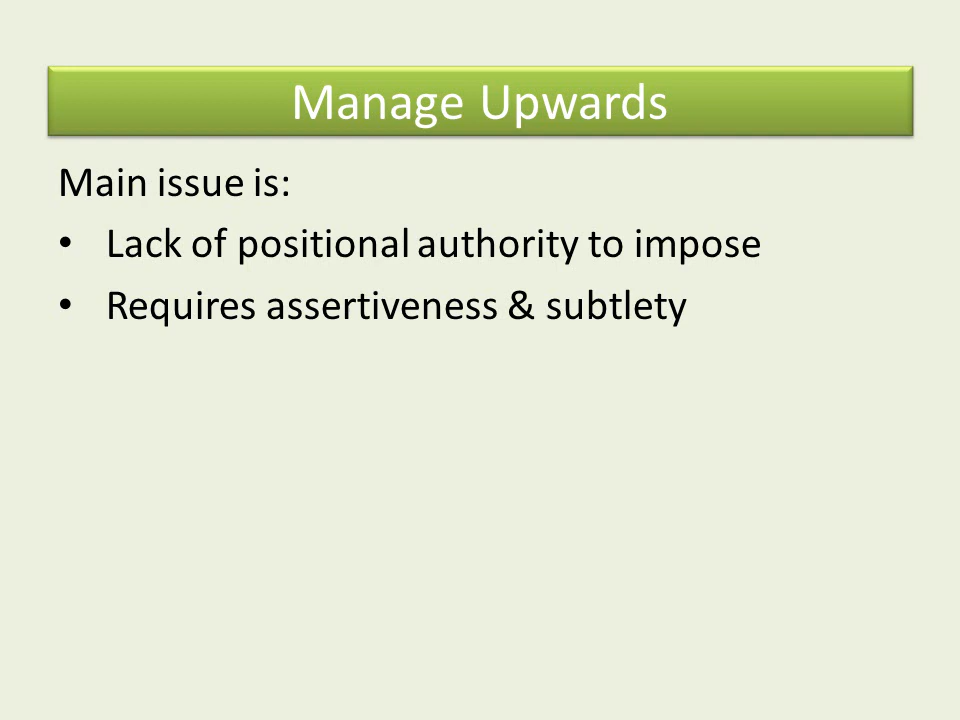 Manage Upwards
Main issue is:
• Lack of positional authority to impose
• Requires assertiveness & subtlety